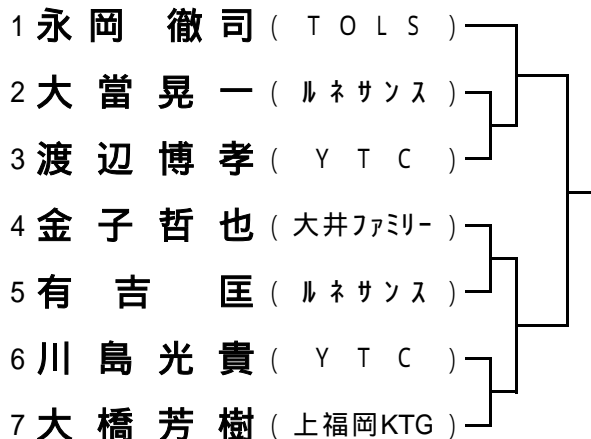 1 永岡 徹司 ( T O L S )
2 大當晃一 ( ルネサンス )
3 渡辺博孝 ( Y T C )
4 金子哲也 ( 大井ファミリー )
5 有吉 匡 ( ルネサンス )
6 川島光貴 ( Y T C )
7 大橋芳樹 ( 上福岡KTG )